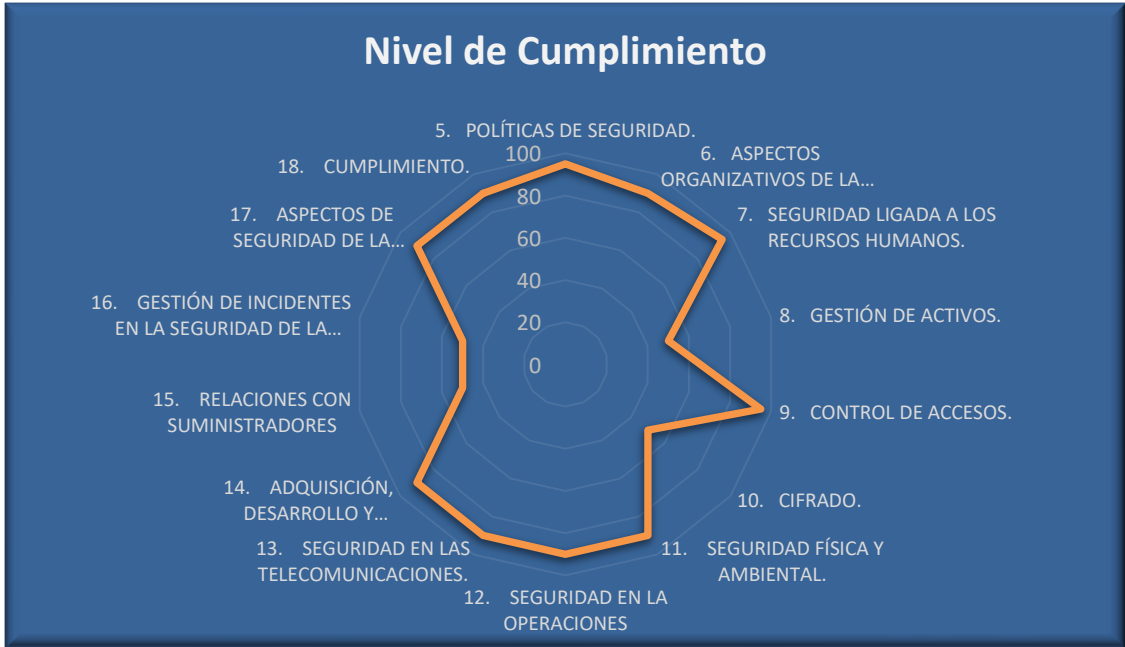 Nivel de Cumplimiento
5. POLÍTICAS DE SEGURIDAD.
6. ASPECTOS
ORGANIZATIVOS DE LA...
7. SEGURIDAD LIGADA A LOS
RECURSOS HUMANOS.
8. GESTIÓN DE ACTIVOS.
9. CONTROL DE ACCESOS.
10. CIFRADO.
11. SEGURIDAD FÍSICA Y
AMBIENTAL.
12. SEGURIDAD EN LA
OPERACIONES
13. SEGURIDAD EN LAS
TELECOMUNICACIONES.
14. ADQUISICIÓN,
DESARROLLO Y...
15. RELACIONES CON
SUMINISTRADORES
16. GESTIÓN DE INCIDENTES
EN LA SEGURIDAD DE LA...
17. ASPECTOS DE
SEGURIDAD DE LA...
18. CUMPLIMIENTO.
100
80
60
40
20
0